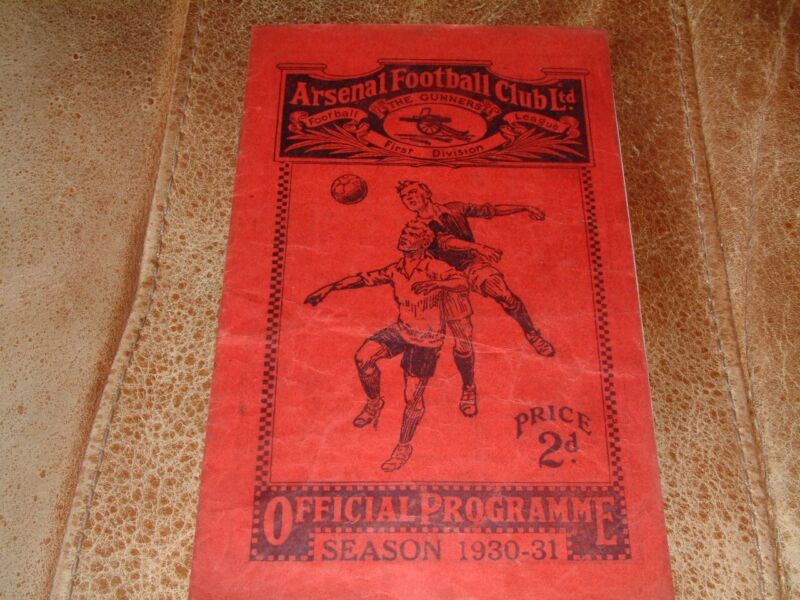 Arsenal Football Club Ltd
"THE GUNNERS"
Football League
First Division
PRICE
2d.
OFFICIAL PROGRAMME
SEASON 1930-31